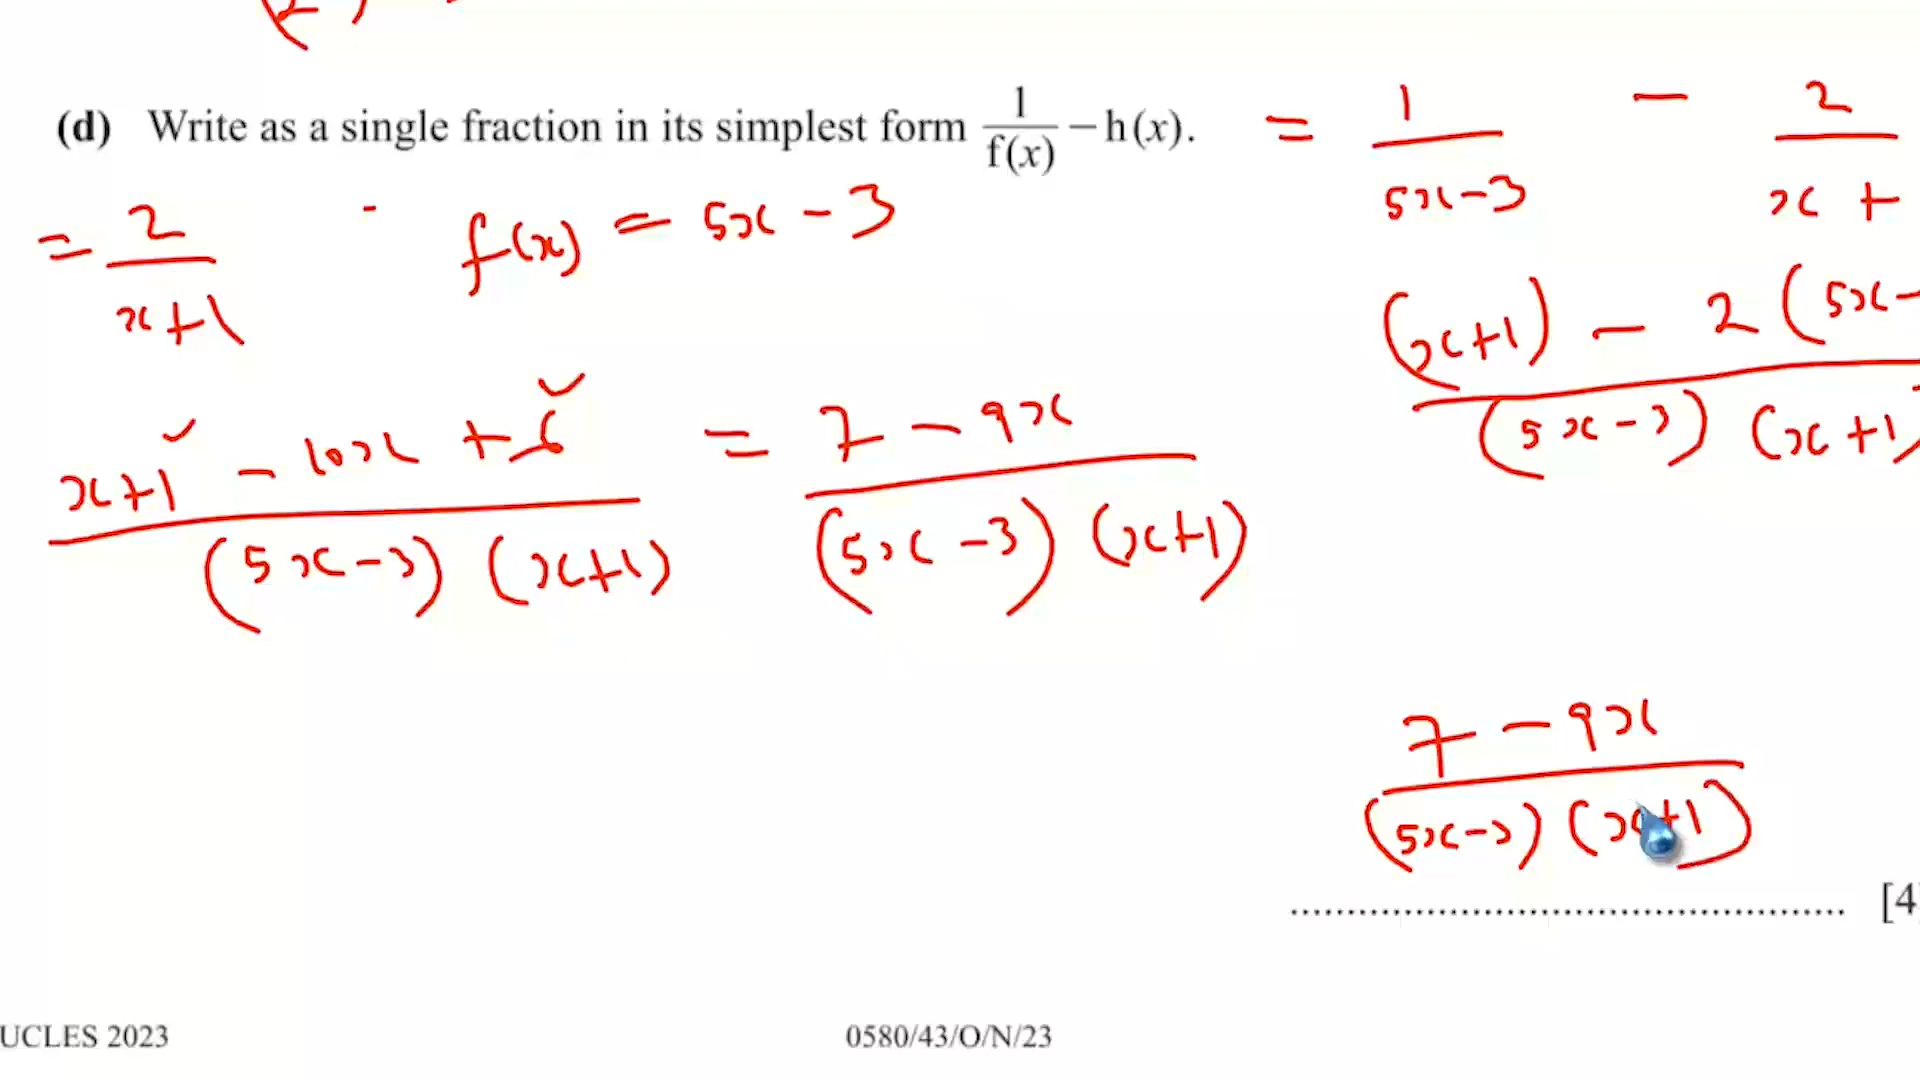 (d) Write as a single fraction in its simplest form 1/f(x) − h(x). = 1/(5x−3) − 2/(x+
= 2/(x+1) f(x) = 5x − 3
((x+1) − 2(5x−)/((5x−3)(x+1)
(x+1 − 10x + 6)/((5x−3)(x+1)) = (7 − 9x)/((5x−3)(x+1))
(7 − 9x)/((5x−3)(x+1))
[4
UCLES 2023
0580/43/O/N/23